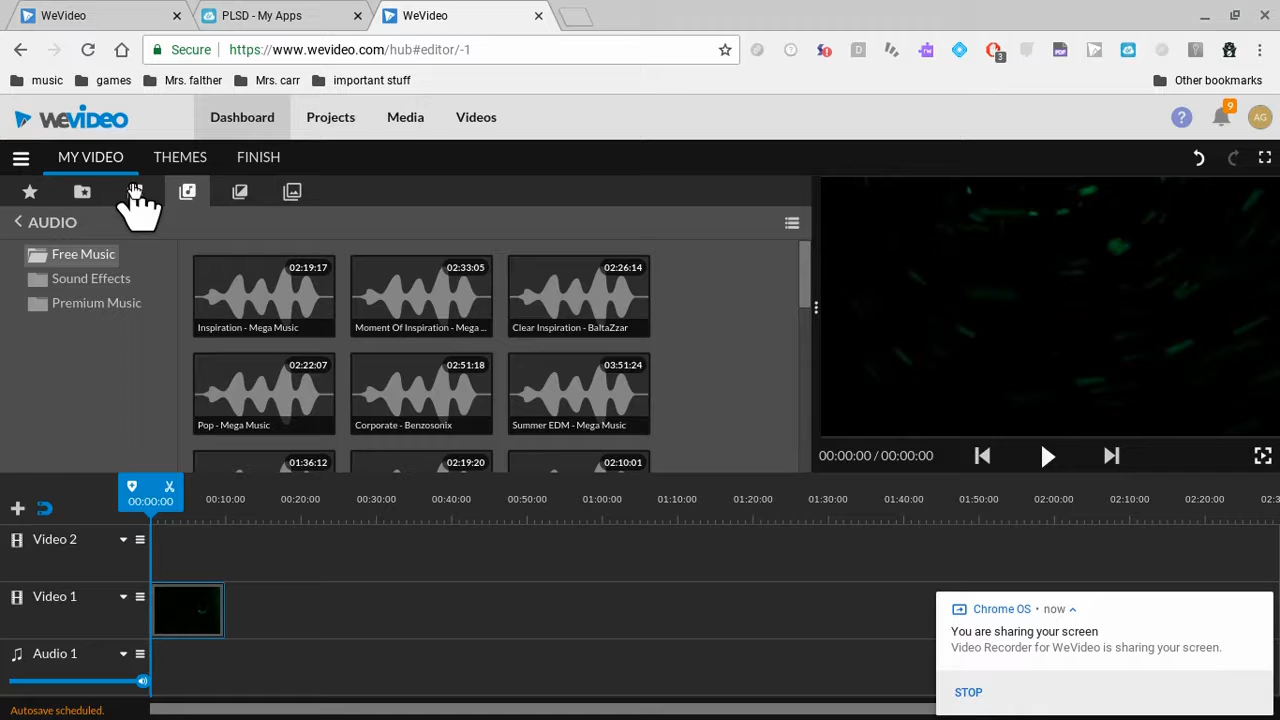 WeVideo
PLSD - My Apps
WeVideo
Secure
https://www.wevideo.com/hub#editor/-1
3
music
games
Mrs. falther
Mrs. carr
important stuff
Other bookmarks
WEVIDEO
Dashboard
Projects
Media
Videos
?
9
AG
MY VIDEO
THEMES
FINISH
AUDIO
Free Music
Sound Effects
Premium Music
02:19:17
Inspiration - Mega Music
02:33:05
Moment Of Inspiration - Mega ...
02:26:14
Clear Inspiration - BaltaZzar
02:22:07
Pop - Mega Music
02:51:18
Corporate - Benzosonix
03:51:24
Summer EDM - Mega Music
01:36:12
02:19:20
02:10:01
00:00:00 / 00:00:00
00:00:00
00:10:00
00:20:00
00:30:00
00:40:00
00:50:00
01:00:00
01:10:00
01:20:00
01:30:00
01:40:00
01:50:00
02:00:00
02:10:00
02:20:00
Video 2
Video 1
Audio 1
Autosave scheduled.
Chrome OS • now
You are sharing your screen
Video Recorder for WeVideo is sharing your screen.
STOP